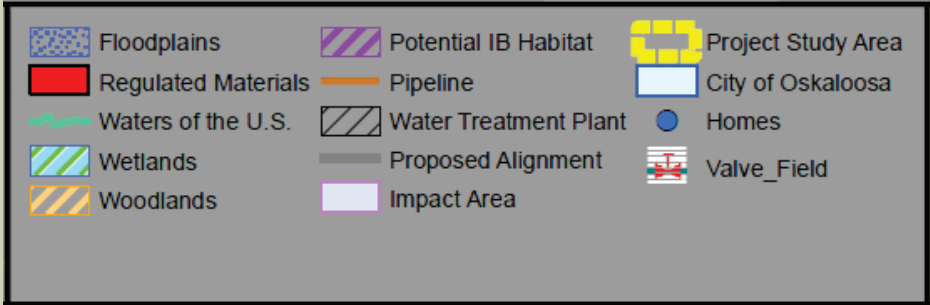 Floodplains
Regulated Materials
Waters of the U.S.
Wetlands
Woodlands
Potential IB Habitat
Pipeline
Water Treatment Plant
Proposed Alignment
Impact Area
Project Study Area
City of Oskaloosa
Homes
Valve_Field